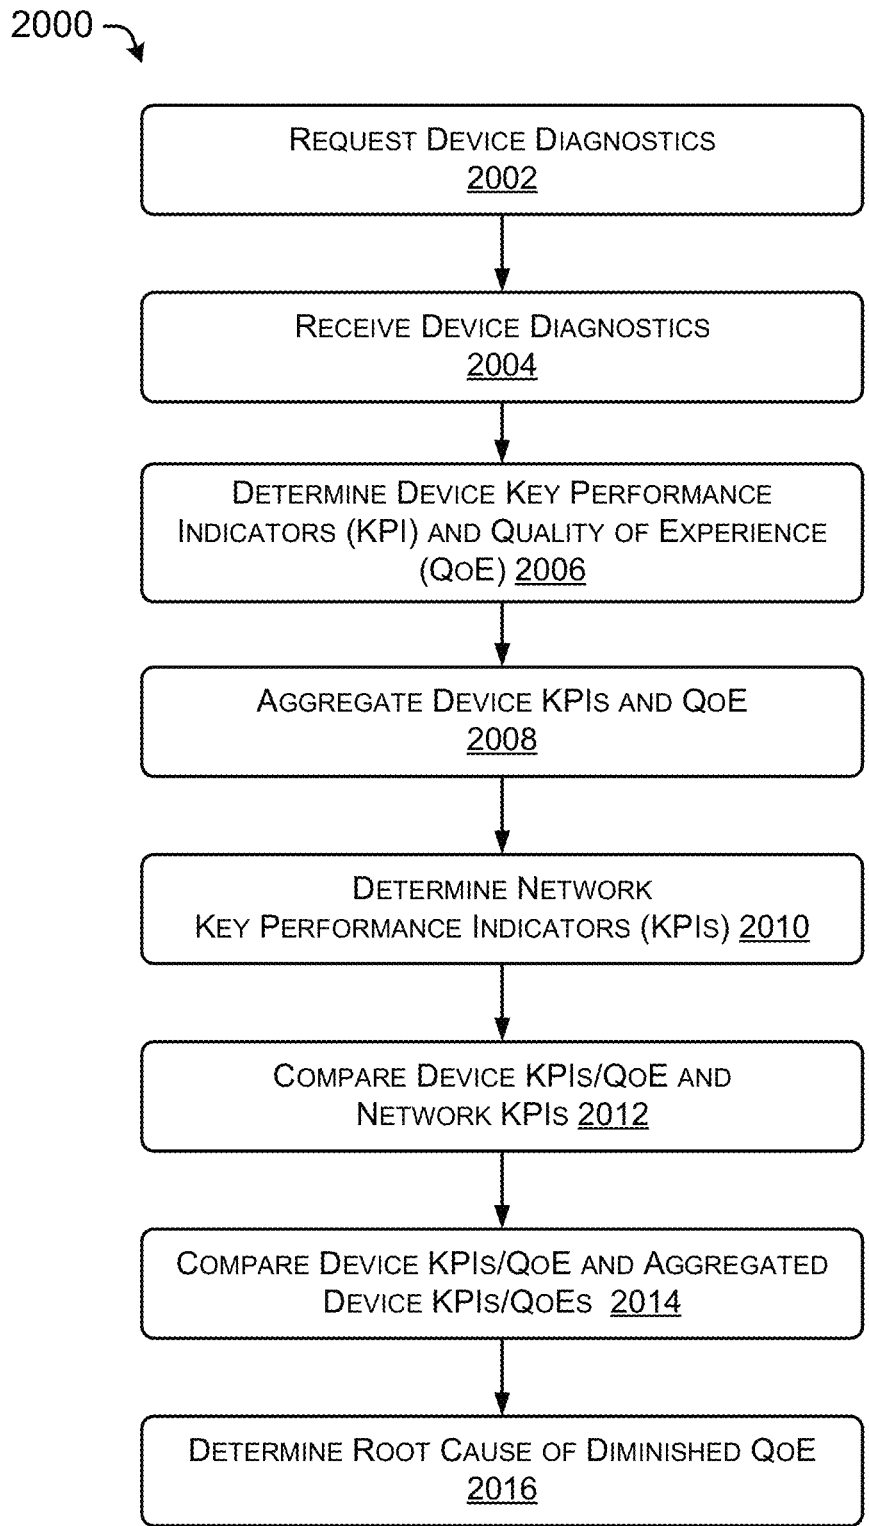 2000
REQUEST DEVICE DIAGNOSTICS
2002
RECEIVE DEVICE DIAGNOSTICS
2004
DETERMINE DEVICE KEY PERFORMANCE
INDICATORS (KPI) AND QUALITY OF EXPERIENCE
(QOE) 2006
AGGREGATE DEVICE KPIS AND QOE
2008
DETERMINE NETWORK
KEY PERFORMANCE INDICATORS (KPIS) 2010
COMPARE DEVICE KPIS/QOE AND
NETWORK KPIS 2012
COMPARE DEVICE KPIS/QOE AND AGGREGATED
DEVICE KPIS/QOES 2014
DETERMINE ROOT CAUSE OF DIMINISHED QOE
2016